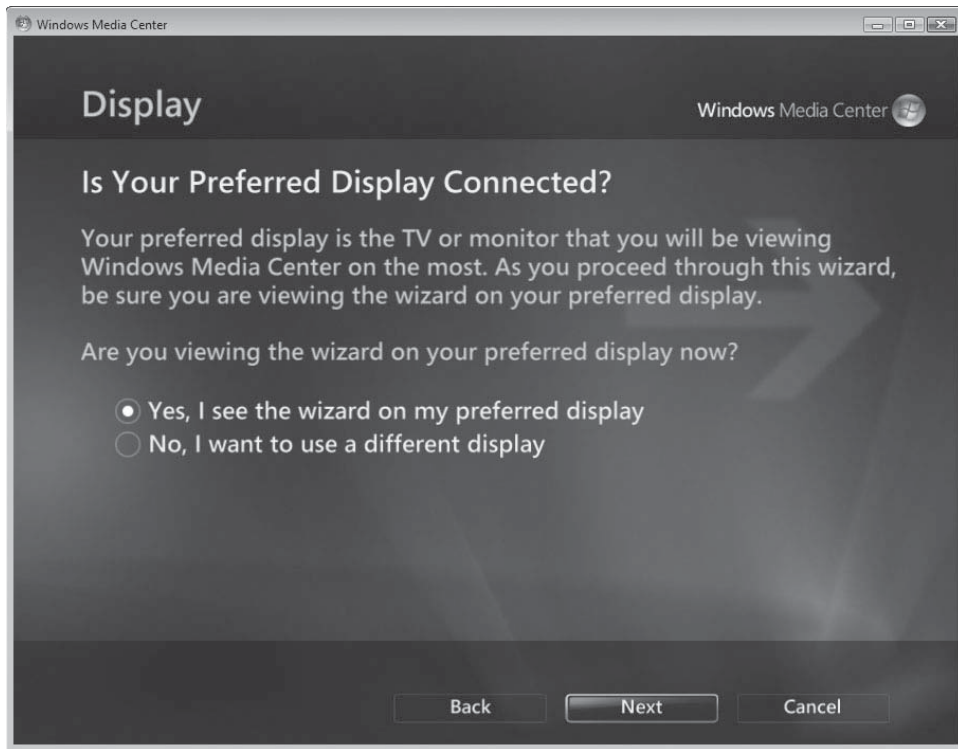 Windows Media Center
Display
Windows Media Center
Is Your Preferred Display Connected?
Your preferred display is the TV or monitor that you will be viewing
Windows Media Center on the most. As you proceed through this wizard,
be sure you are viewing the wizard on your preferred display.
Are you viewing the wizard on your preferred display now?
Yes, I see the wizard on my preferred display
No, I want to use a different display
Back Next Cancel